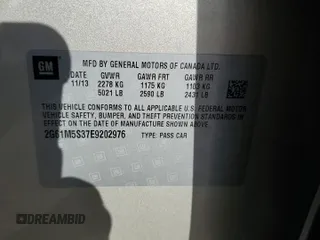 GM
MFD BY GENERAL MOTORS OF CANADA LTD.
DATE GVWR GAWR FRT GAWR RR
11/13 2278 KG 1175 KG 1103 KG
5021 LB 2590 LB 2431 LB
THIS VEHICLE CONFORMS TO ALL APPLICABLE U.S. FEDERAL MOTOR
VEHICLE SAFETY, BUMPER, AND THEFT PREVENTION STANDARDS
IN EFFECT ON THE DATE OF MANUFACTURE SHOWN ABOVE.
2G61M5S37E9202976 TYPE: PASS CAR
© AUTOBIDMASTER